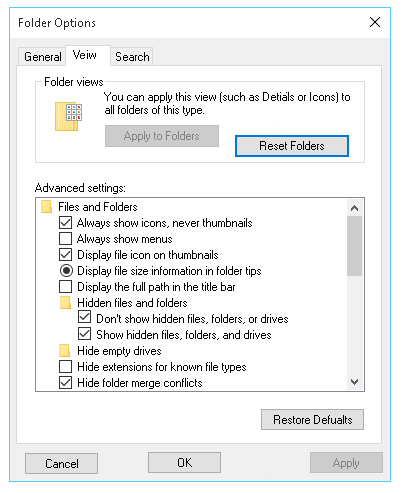 Folder Options
General
Veiw
Search
Folder views
You can apply this view (such as Detials or Icons) to
all folders of this type.
Apply to Folders
Reset Folders
Advanced settings:
Files and Folders
Always show icons, never thumbnails
Always show menus
Display file icon on thumbnails
Display file size information in folder tips
Display the full path in the title bar
Hidden files and folders
Don't show hidden files, folders, or drives
Show hidden files, folders, and drives
Hide empty drives
Hide extensions for known file types
Hide folder merge conflicts
Restore Defualts
Cancel
OK
Apply